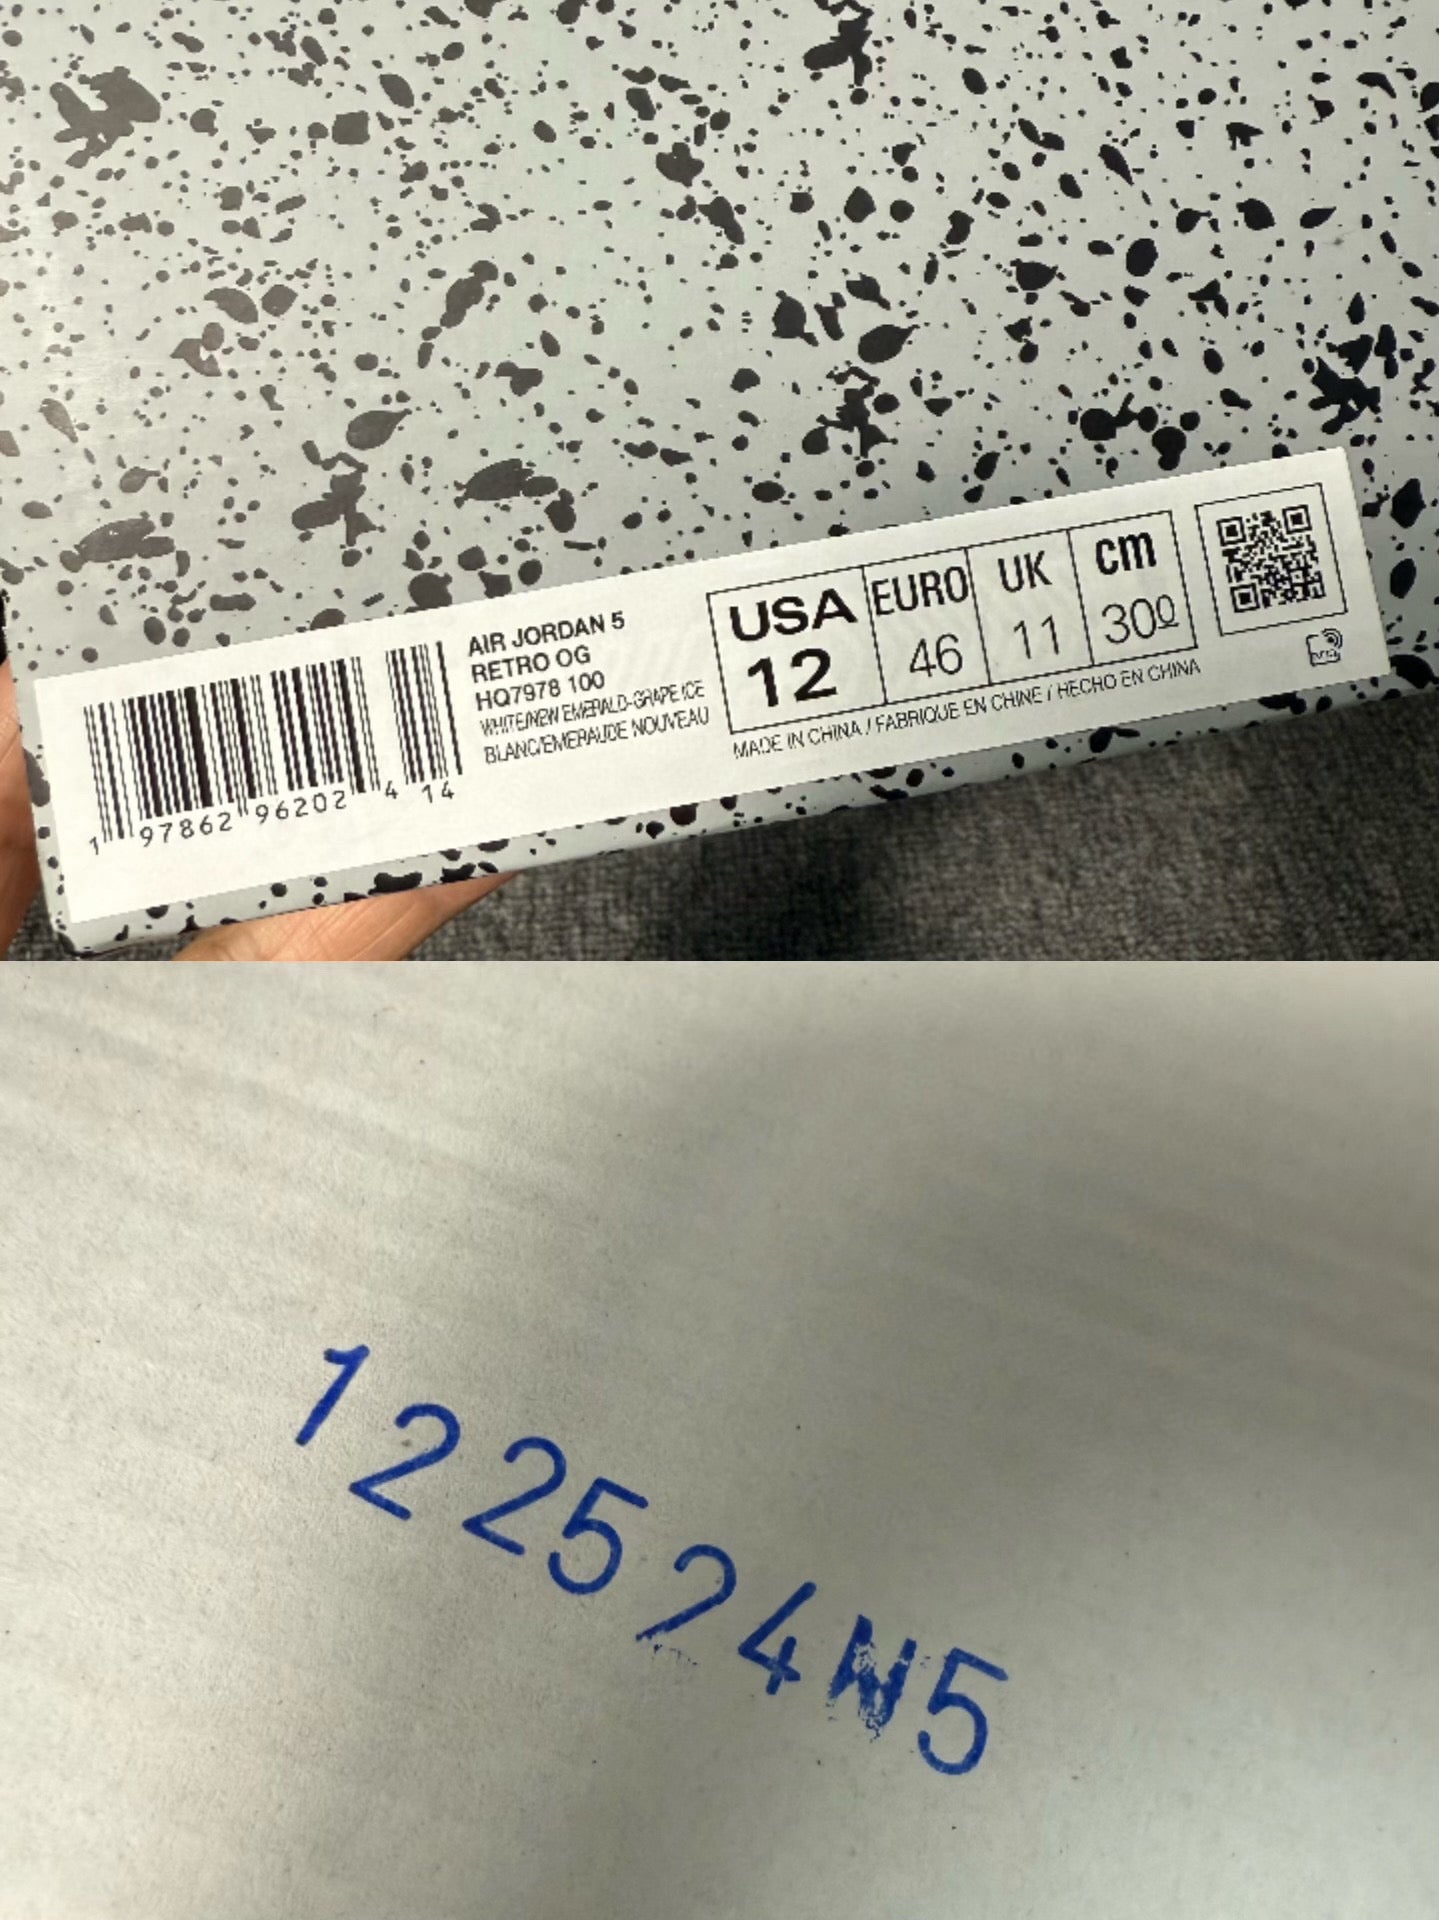 AIR JORDAN 5
RETRO OG
HQ7978 100
WHITE/NEW EMERALD-GRAPE ICE
BLANC/EMERAUDE NOUVEAU
1 97862 96202 4 14
USA EURO UK cm
12 46 11 300
MADE IN CHINA / FABRIQUE EN CHINE / HECHO EN CHINA
122524N5